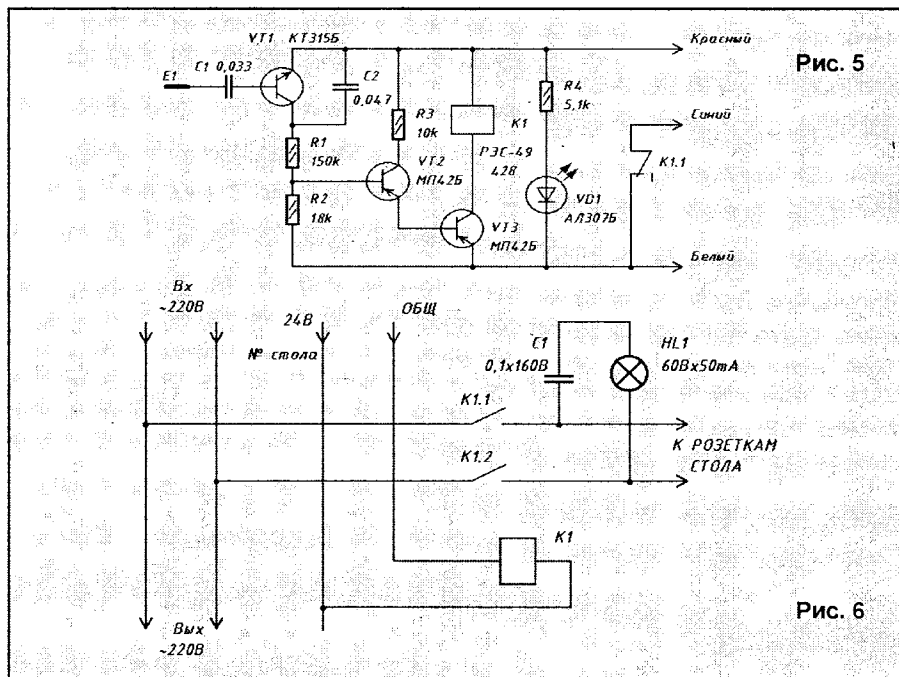 VT1 КТ315Б
C1 0,033
E1
C2
0,047
R1
150k
R2
18k
R3
10k
VT2
МП42Б
K1
РЭС-49
428
VT3
МП42Б
R4
5,1k
VD1
АЛ307Б
Красный
Рис. 5
Синий
K1.1
Белый
Вх
~220В
24В
ОБЩ
№ стола
C1
0,1x160В
HL1
60Вx50mA
K1.1
К РОЗЕТКАМ
СТОЛА
K1.2
K1
Вых
~220В
Рис. 6